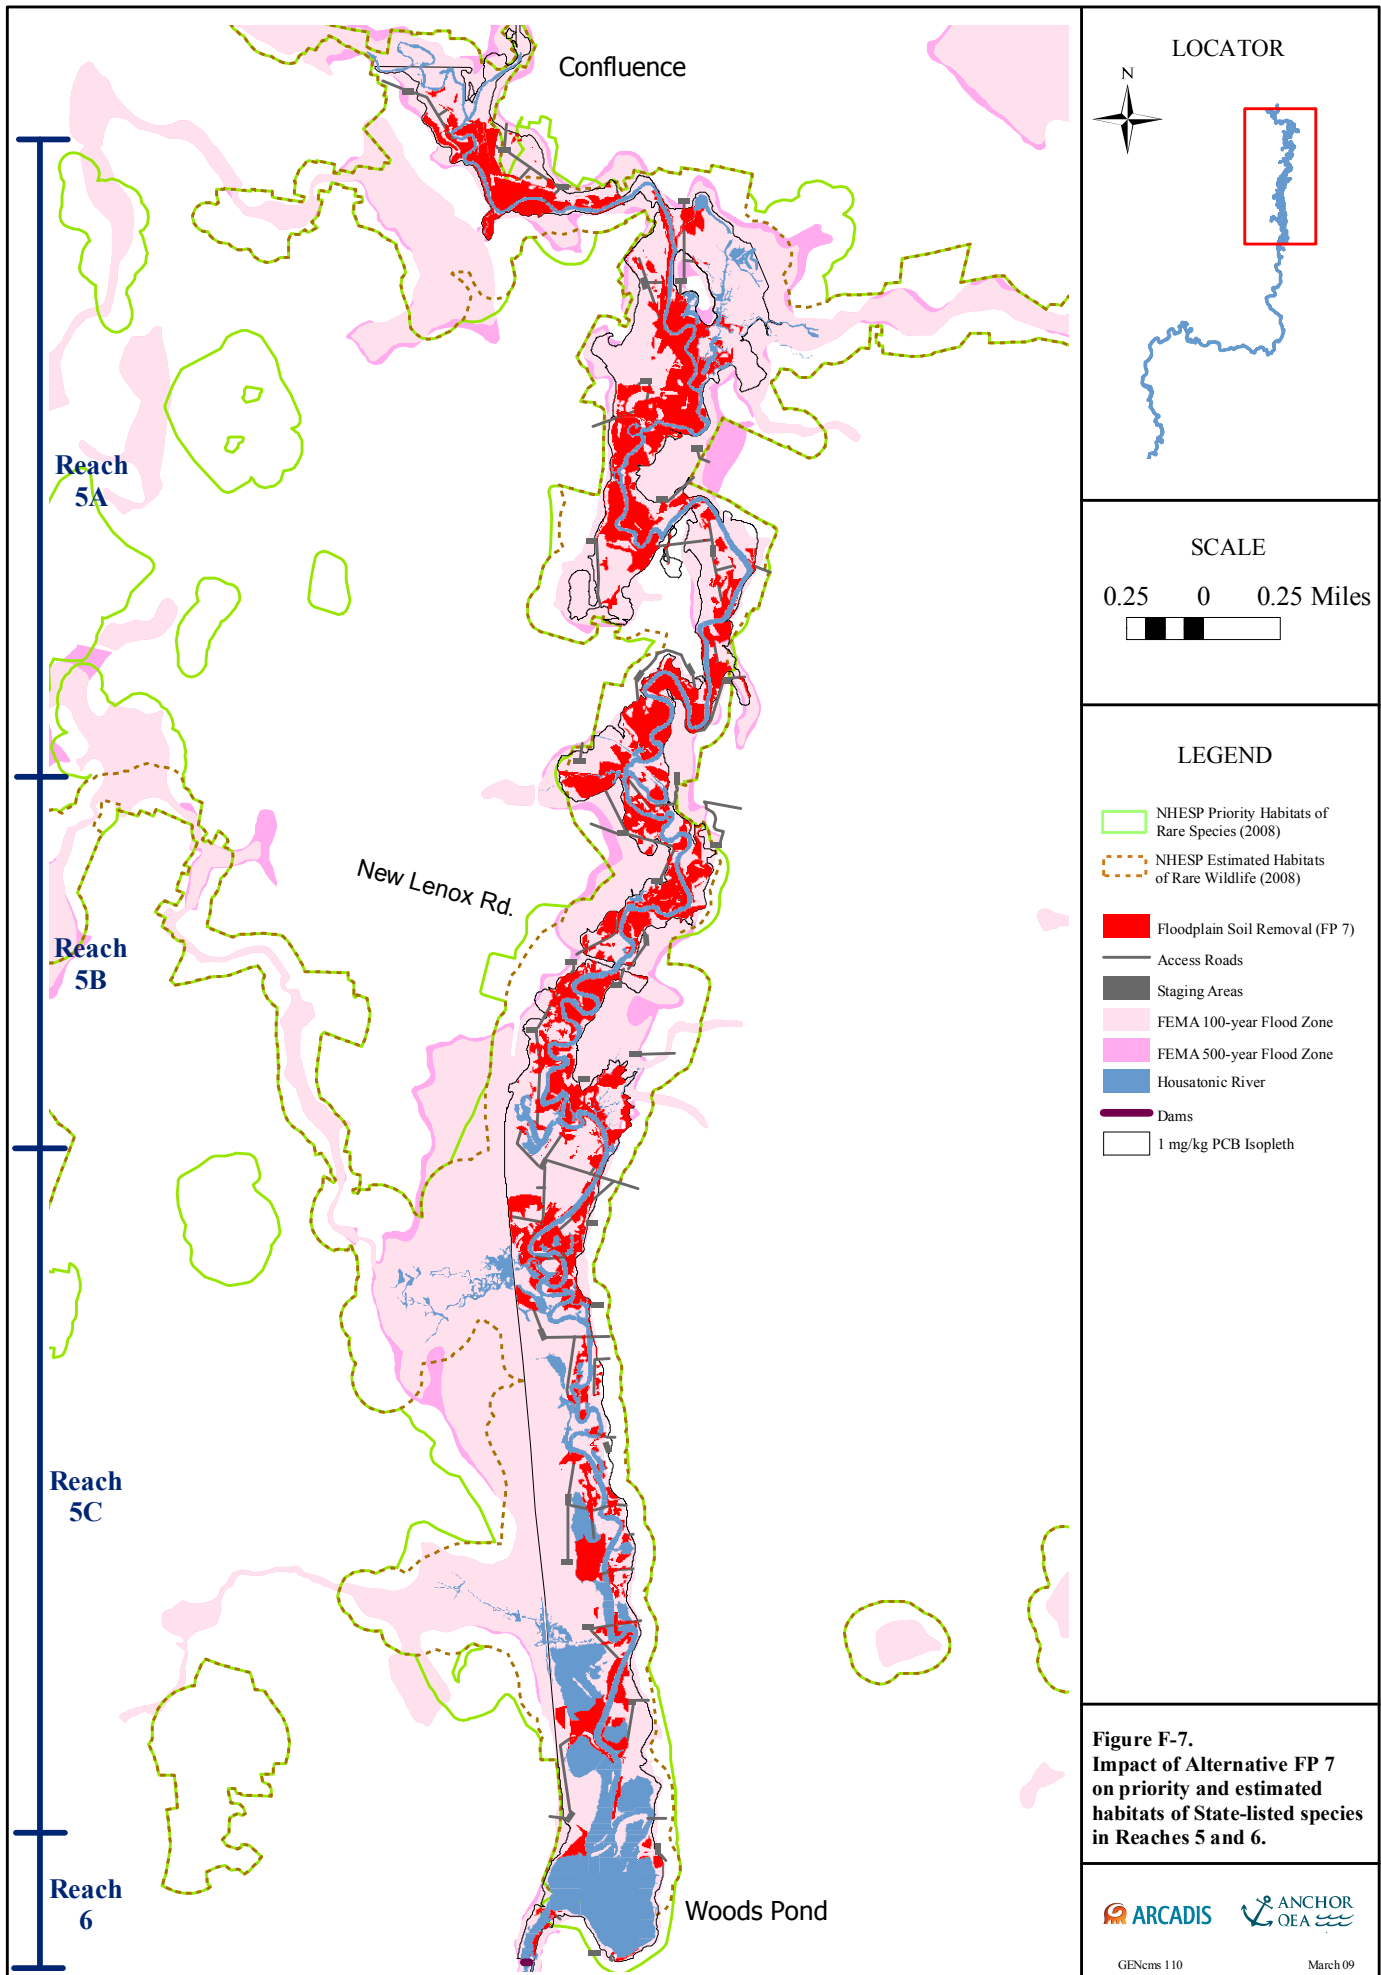 Confluence
Reach
5A
New Lenox Rd.
Reach
5B
Reach
5C
Reach
6
Woods Pond
LOCATOR
N
SCALE
0.25 0 0.25 Miles
LEGEND
NHESP Priority Habitats of
Rare Species (2008)
NHESP Estimated Habitats
of Rare Wildlife (2008)
Floodplain Soil Removal (FP 7)
Access Roads
Staging Areas
FEMA 100-year Flood Zone
FEMA 500-year Flood Zone
Housatonic River
Dams
1 mg/kg PCB Isopleth
Figure F-7.
Impact of Alternative FP 7
on priority and estimated
habitats of State-listed species
in Reaches 5 and 6.
ARCADIS
ANCHOR
QEA
GENcms 110 March 09